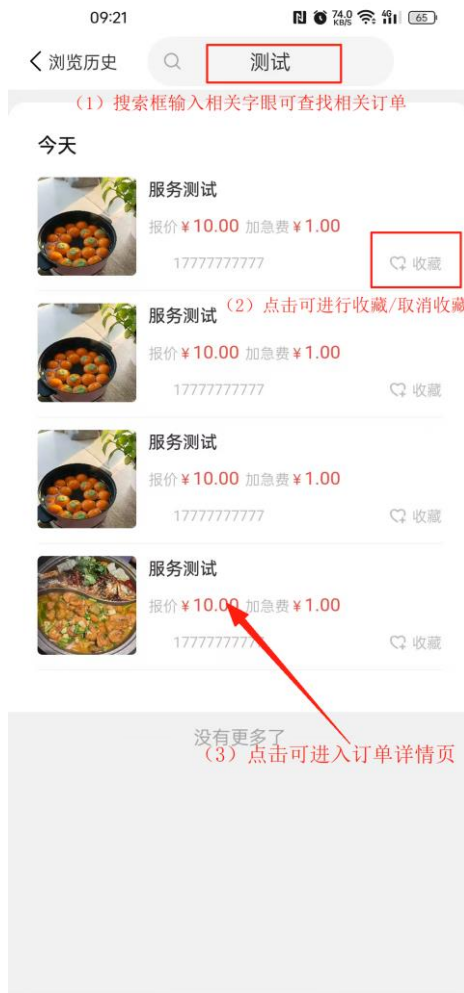 09:21 74.0 KB/S 4G 65
浏览历史 测试
（1）搜索框输入相关字眼可查找相关订单
今天
服务测试
报价¥10.00 加急费¥1.00
17777777777 收藏
（2）点击可进行收藏/取消收藏
服务测试
报价¥10.00 加急费¥1.00
17777777777 收藏
服务测试
报价¥10.00 加急费¥1.00
17777777777 收藏
服务测试
报价¥10.00 加急费¥1.00
17777777777 收藏
没有更多了
（3）点击可进入订单详情页